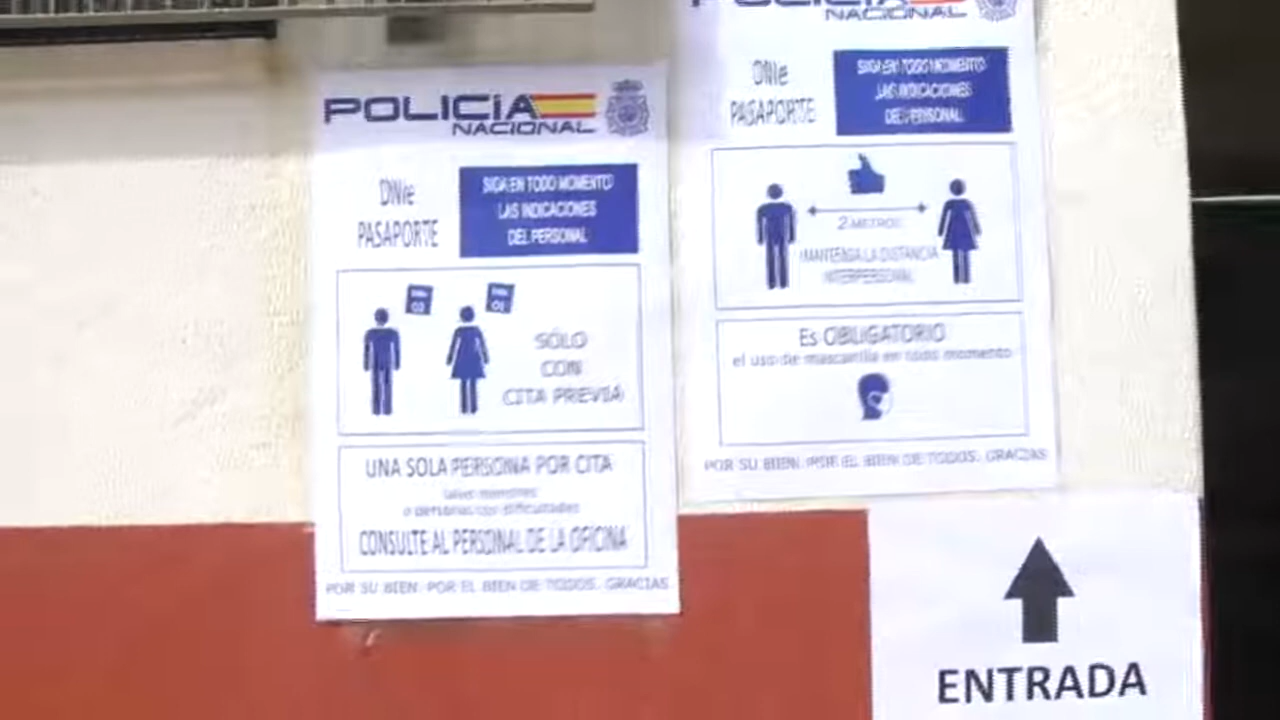 POLICÍA
NACIONAL
DNIe
PASAPORTE
SIGA EN TODO MOMENTO
LAS INDICACIONES
DEL PERSONAL
SÓLO
CON
CITA PREVIA
UNA SOLA PERSONA POR CITA
salvo menores
o personas con dificultades
CONSULTE AL PERSONAL DE LA OFICINA
POR SU BIEN. POR EL BIEN DE TODOS. GRACIAS
POLICÍA
NACIONAL
DNIe
PASAPORTE
SIGA EN TODO MOMENTO
LAS INDICACIONES
DEL PERSONAL
2 METROS
MANTENGA LA DISTANCIA
INTERPERSONAL
Es OBLIGATORIO
el uso de mascarilla en todo momento
POR SU BIEN. POR EL BIEN DE TODOS. GRACIAS
ENTRADA